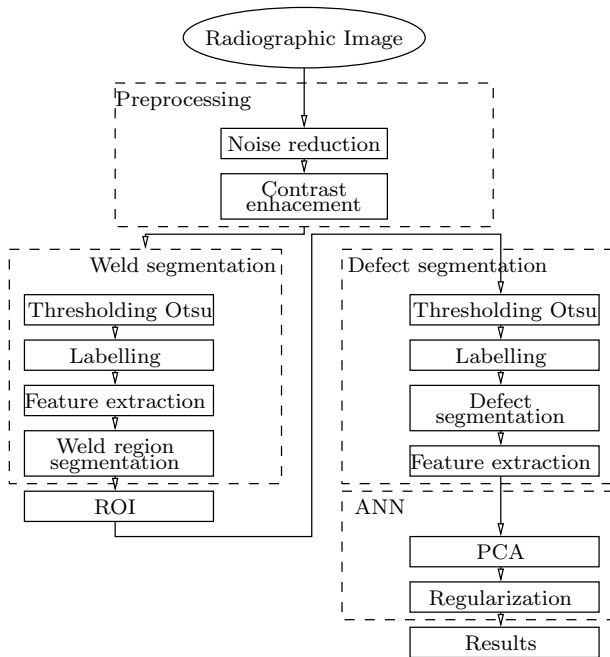 Radiographic Image
Preprocessing
Noise reduction
Contrast
enhacement
Weld segmentation
Thresholding Otsu
Labelling
Feature extraction
Weld region
segmentation
ROI
Defect segmentation
Thresholding Otsu
Labelling
Defect
segmentation
Feature extraction
ANN
PCA
Regularization
Results